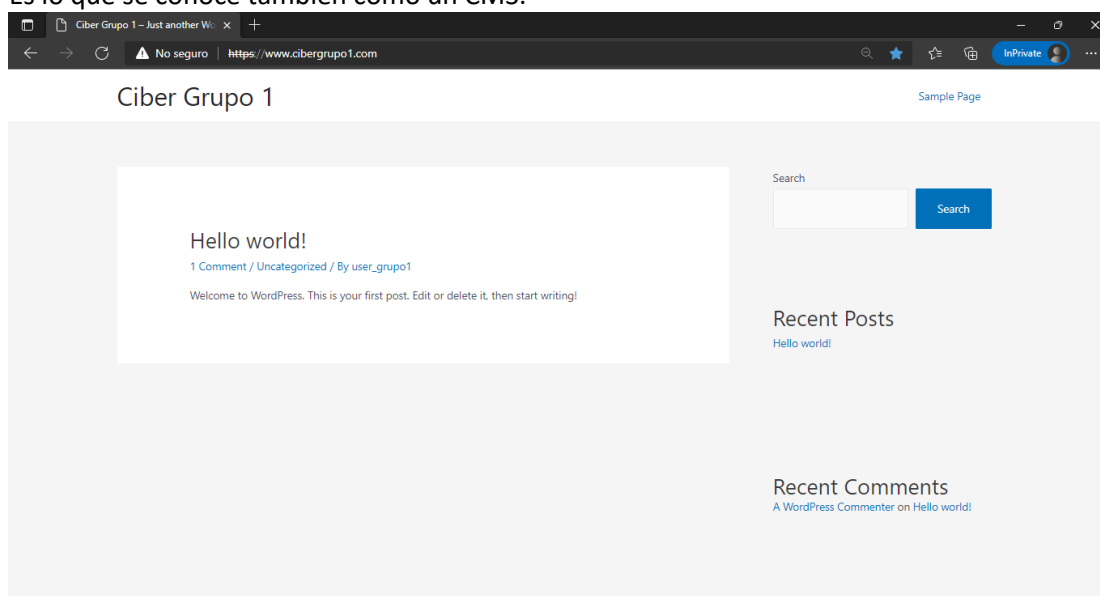 Es lo que se conoce también como un CMS.
Ciber Grupo 1 – Just another Wo
No seguro | https://www.cibergrupo1.com
InPrivate
Ciber Grupo 1
Sample Page
Search
Search
Hello world!
1 Comment / Uncategorized / By user_grupo1
Welcome to WordPress. This is your first post. Edit or delete it, then start writing!
Recent Posts
Hello world!
Recent Comments
A WordPress Commenter on Hello world!